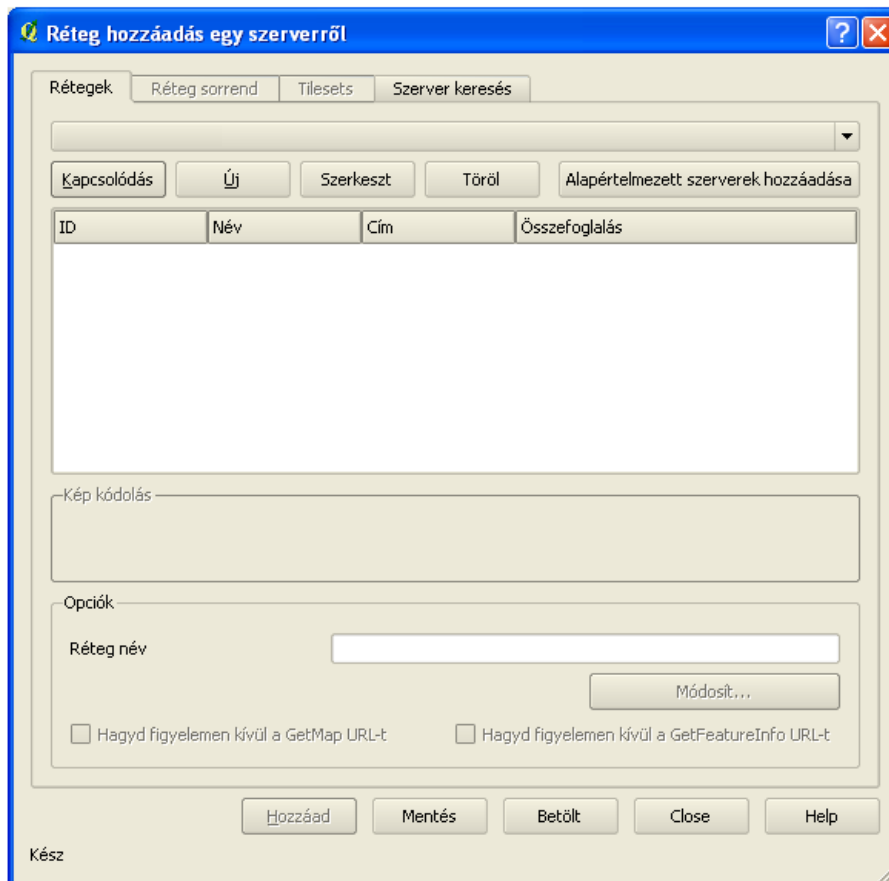 Réteg hozzáadás egy szerverről
Rétegek Réteg sorrend Tilesets Szerver keresés
Kapcsolódás Új Szerkeszt Töröl Alapértelmezett szerverek hozzáadása
ID Név Cím Összefoglalás
Kép kódolás
Opciók
Réteg név
Módosít...
Hagyd figyelemen kívül a GetMap URL-t Hagyd figyelemen kívül a GetFeatureInfo URL-t
Hozzáad Mentés Betölt Close Help
Kész